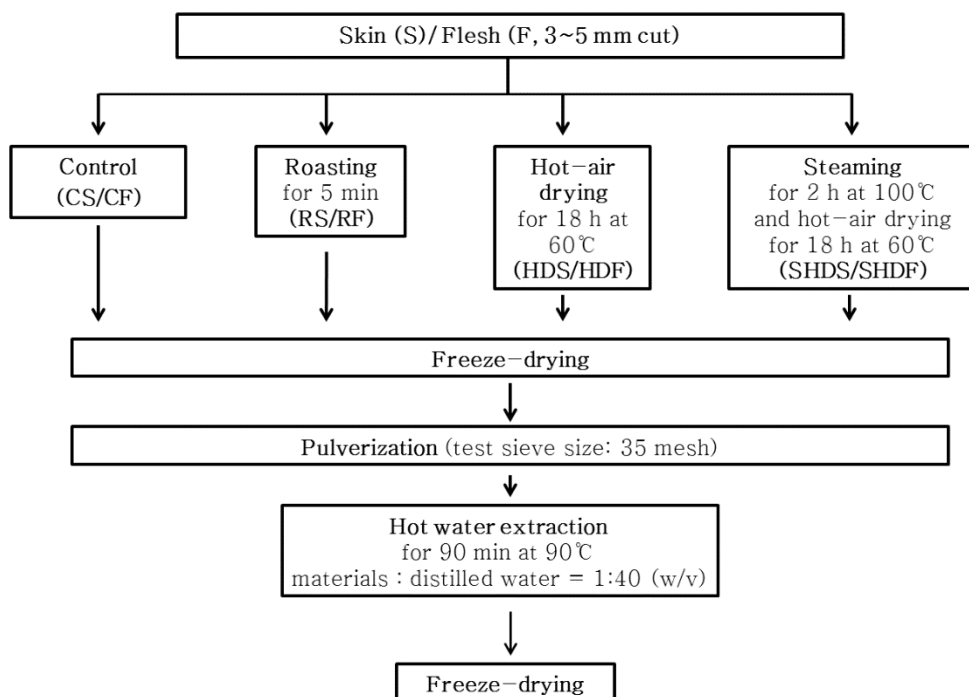 Skin (S)/ Flesh (F, 3~5 mm cut)
Control
(CS/CF)
Roasting
for 5 min
(RS/RF)
Hot-air
drying
for 18 h at
60℃
(HDS/HDF)
Steaming
for 2 h at 100℃
and hot-air drying
for 18 h at 60℃
(SHDS/SHDF)
Freeze-drying
Pulverization (test sieve size: 35 mesh)
Hot water extraction
for 90 min at 90℃
materials : distilled water = 1:40 (w/v)
Freeze-drying